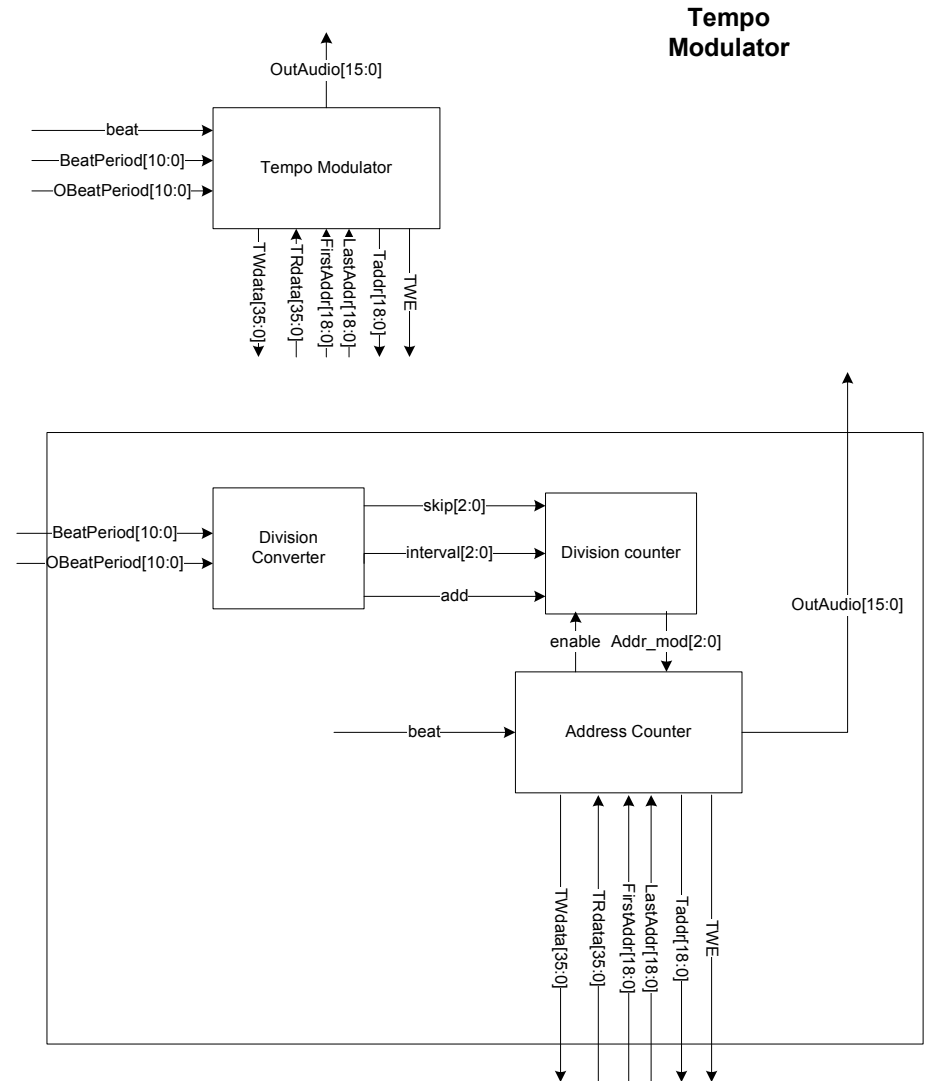 Tempo
Modulator
OutAudio[15:0]
beat
BeatPeriod[10:0]
OBeatPeriod[10:0]
Tempo Modulator
TWdata[35:0]
TRdata[35:0]
FirstAddr[18:0]
LastAddr[18:0]
Taddr[18:0]
TWE
BeatPeriod[10:0]
OBeatPeriod[10:0]
Division
Converter
skip[2:0]
interval[2:0]
add
Division counter
OutAudio[15:0]
enable
Addr_mod[2:0]
beat
Address Counter
TWdata[35:0]
TRdata[35:0]
FirstAddr[18:0]
LastAddr[18:0]
Taddr[18:0]
TWE